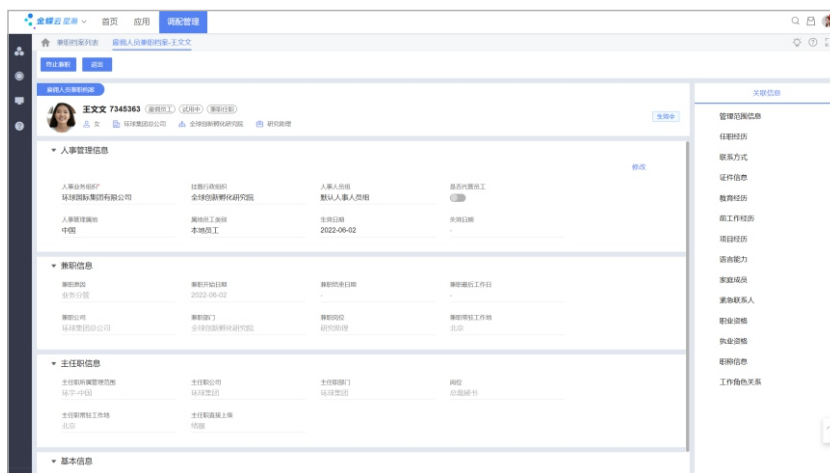 金蝶云星瀚 首页 应用 调配管理
兼职档案列表 雇佣人员兼职档案-王文文
终止兼职 退出
雇佣人员兼职档案
王文文 7345363 雇佣员工 试用中 兼职任职
女 环球集团总公司 全球创新孵化研究院 研究助理
生效中
人事管理信息
修改
人事业务组织* 挂靠行政组织 人事人员组 是否代管员工
环球国际集团有限公司 全球创新孵化研究院 默认人事人员组
人事管理属地 属地员工类别 生效日期 失效日期
中国 本地员工 2022-06-02 -
兼职信息
兼职原因 兼职开始日期 兼职结束日期 兼职最后工作日
业务分管 2022-06-02 - -
兼职公司 兼职部门 兼职岗位 兼职常驻工作地
环球集团总公司 全球创新孵化研究院 研究助理 北京
主任职信息
主任职所属管理范围 主任职公司 主任职部门 岗位
环宇-中国 环球集团 环球集团 总裁秘书
主任职常驻工作地 主任职直接上级
北京
基本信息
关联信息
管理范围信息
任职经历
联系方式
证件信息
教育经历
前工作经历
项目经历
语言能力
家庭成员
紧急联系人
职业资格
执业资格
职称信息
工作角色关系